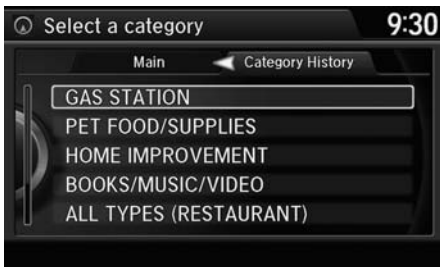 Select a category
9:30
Main
Category History
GAS STATION
PET FOOD/SUPPLIES
HOME IMPROVEMENT
BOOKS/MUSIC/VIDEO
ALL TYPES (RESTAURANT)